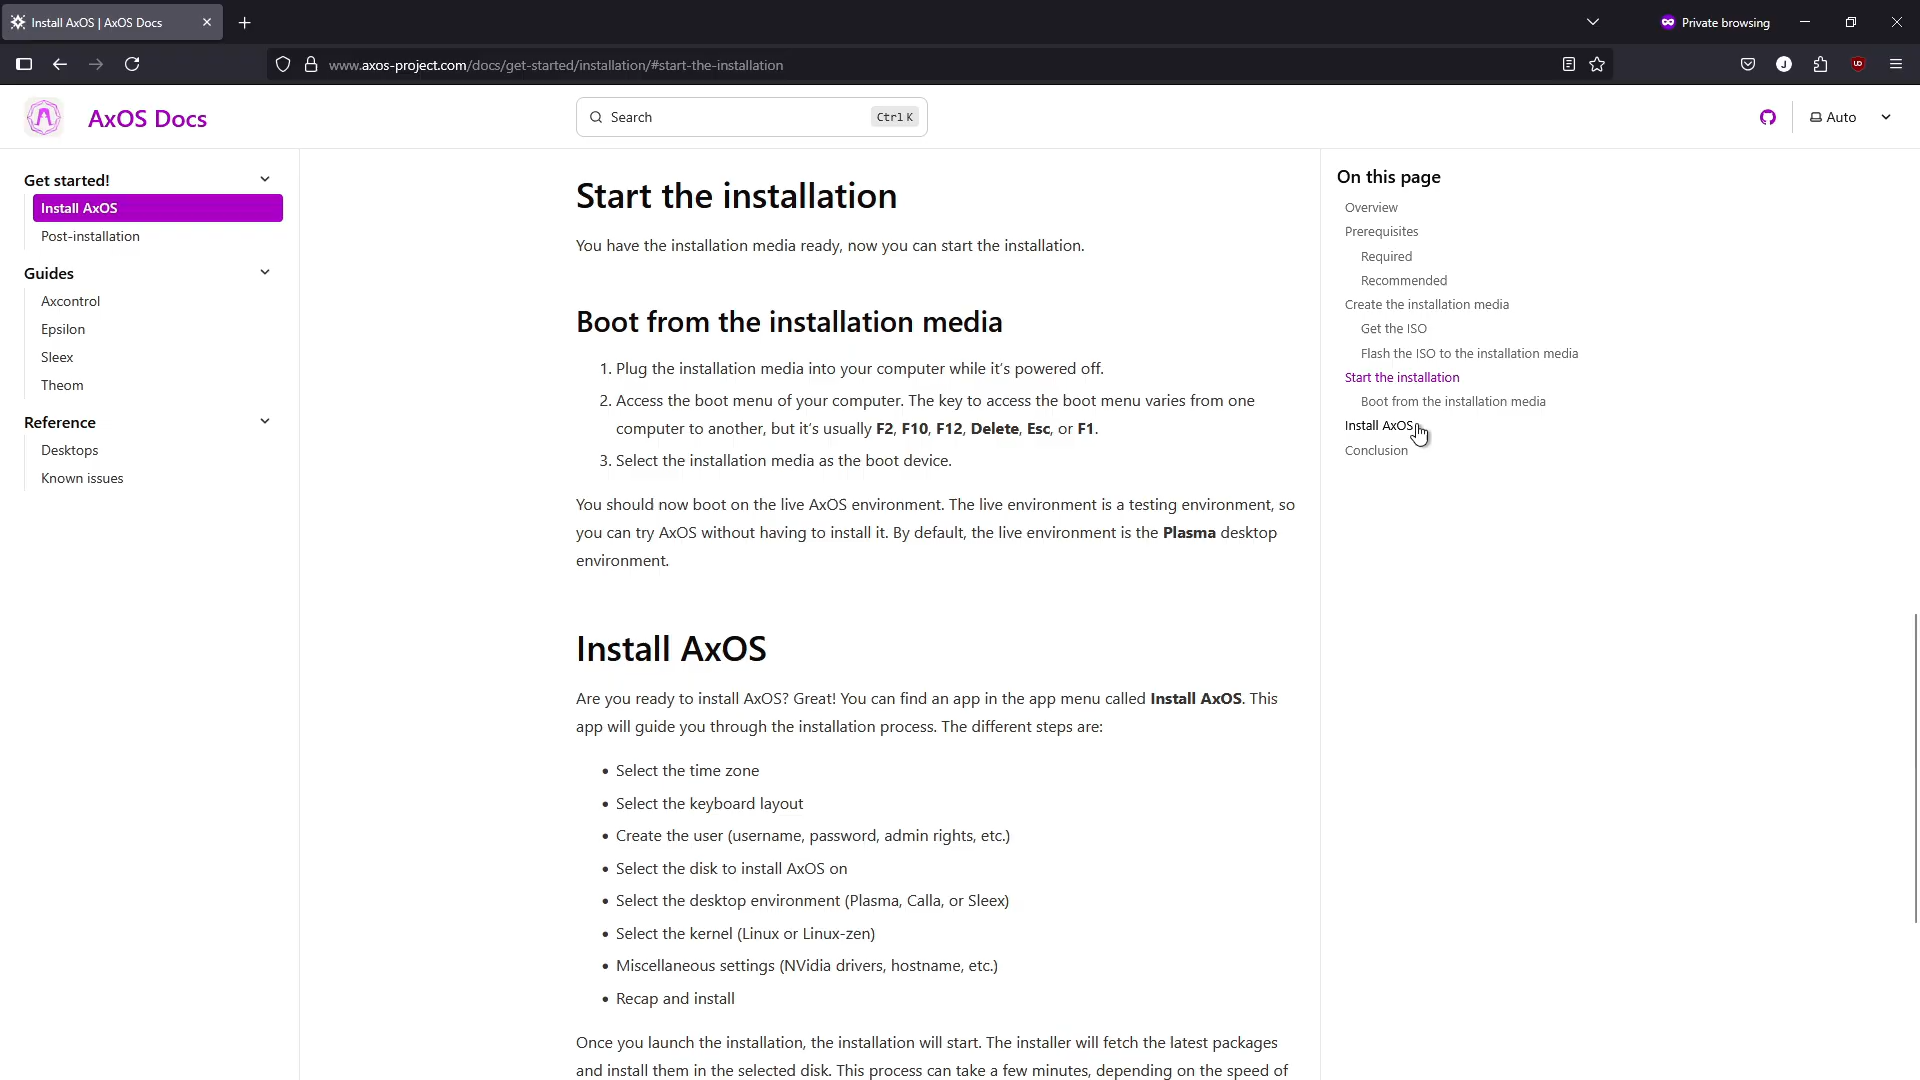 Install AxOS | AxOS Docs
Private browsing
www.axos-project.com/docs/get-started/installation/#start-the-installation
AxOS Docs
Search
Ctrl K
Auto
Get started!
Install AxOS
Post-installation
Guides
Axcontrol
Epsilon
Sleex
Theom
Reference
Desktops
Known issues
Start the installation
You have the installation media ready, now you can start the installation.
Boot from the installation media
1. Plug the installation media into your computer while it's powered off.
2. Access the boot menu of your computer. The key to access the boot menu varies from one
computer to another, but it's usually F2, F10, F12, Delete, Esc, or F1.
3. Select the installation media as the boot device.
You should now boot on the live AxOS environment. The live environment is a testing environment, so
you can try AxOS without having to install it. By default, the live environment is the Plasma desktop
environment.
Install AxOS
Are you ready to install AxOS? Great! You can find an app in the app menu called Install AxOS. This
app will guide you through the installation process. The different steps are:
• Select the time zone
• Select the keyboard layout
• Create the user (username, password, admin rights, etc.)
• Select the disk to install AxOS on
• Select the desktop environment (Plasma, Calla, or Sleex)
• Select the kernel (Linux or Linux-zen)
• Miscellaneous settings (NVidia drivers, hostname, etc.)
• Recap and install
Once you launch the installation, the installation will start. The installer will fetch the latest packages
and install them in the selected disk. This process can take a few minutes, depending on the speed of
On this page
Overview
Prerequisites
Required
Recommended
Create the installation media
Get the ISO
Flash the ISO to the installation media
Start the installation
Boot from the installation media
Install AxOS
Conclusion